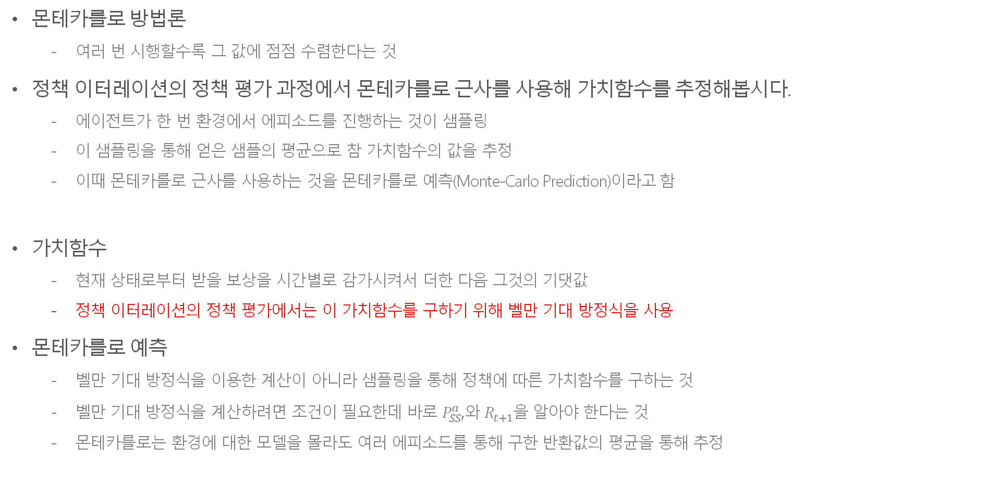 • 몬테카를로 방법론
- 여러 번 시행할수록 그 값에 점점 수렴한다는 것
• 정책 이터레이션의 정책 평가 과정에서 몬테카를로 근사를 사용해 가치함수를 추정해봅시다.
- 에이전트가 한 번 환경에서 에피소드를 진행하는 것이 샘플링
- 이 샘플링을 통해 얻은 샘플의 평균으로 참 가치함수의 값을 추정
- 이때 몬테카를로 근사를 사용하는 것을 몬테카를로 예측(Monte-Carlo Prediction)이라고 함
• 가치함수
- 현재 상태로부터 받을 보상을 시간별로 감가시켜서 더한 다음 그것의 기댓값
- 정책 이터레이션의 정책 평가에서는 이 가치함수를 구하기 위해 벨만 기대 방정식을 사용
• 몬테카를로 예측
- 벨만 기대 방정식을 이용한 계산이 아니라 샘플링을 통해 정책에 따른 가치함수를 구하는 것
- 벨만 기대 방정식을 계산하려면 조건이 필요한데 바로 $P_{SS'}^{a}$와 $R_{t+1}$을 알아야 한다는 것
- 몬테카를로는 환경에 대한 모델을 몰라도 여러 에피소드를 통해 구한 반환값의 평균을 통해 추정